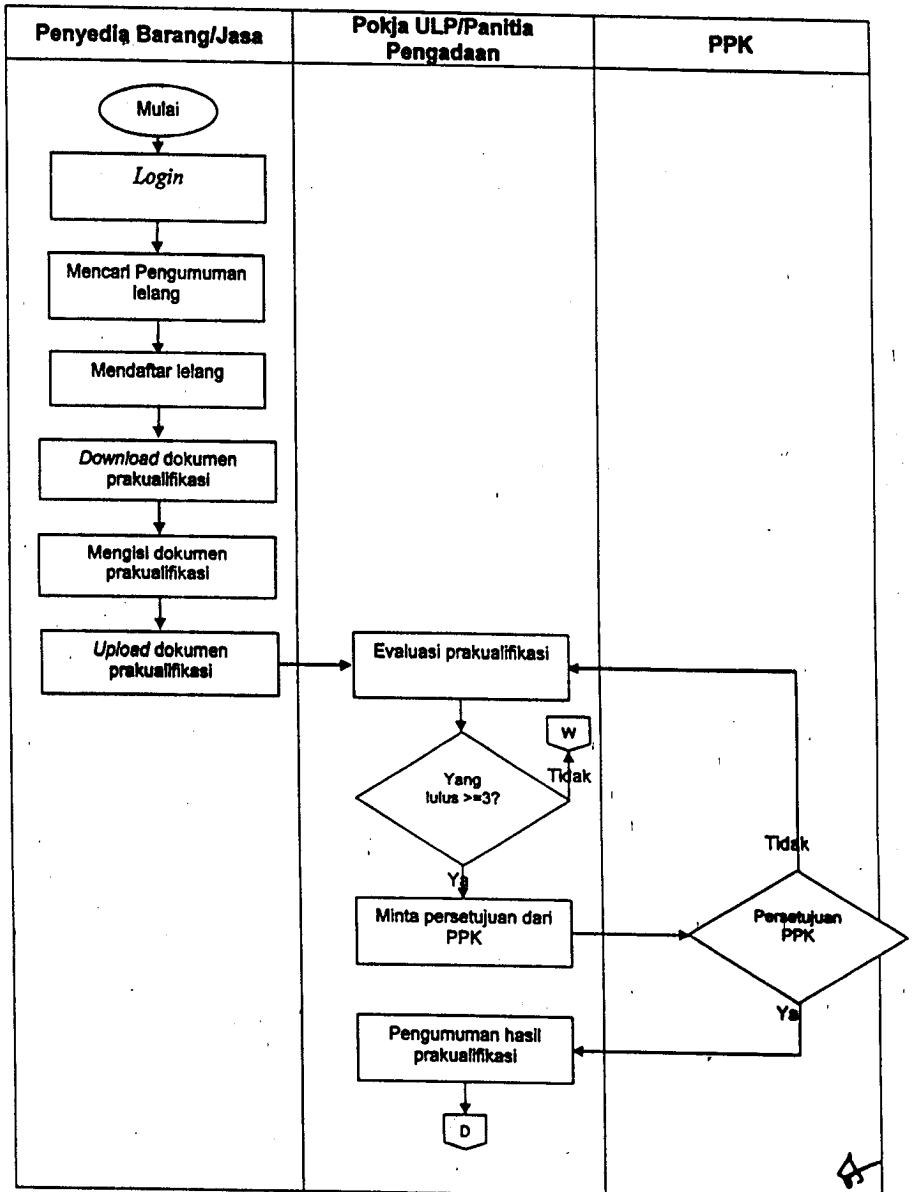 Penyedia Barang/Jasa
Pokja ULP/Panitia
Pengadaan
PPK
Mulai
Login
Mencari Pengumuman
lelang
Mendaftar lelang
Download dokumen
prakualifikasi
Mengisi dokumen
prakualifikasi
Upload dokumen
prakualifikasi
Evaluasi prakualifikasi
W
Tidak
Yang
lulus >=3?
Ya
Minta persetujuan dari
PPK
Tidak
Persetujuan
PPK
Ya
Pengumuman hasil
prakualifikasi
D